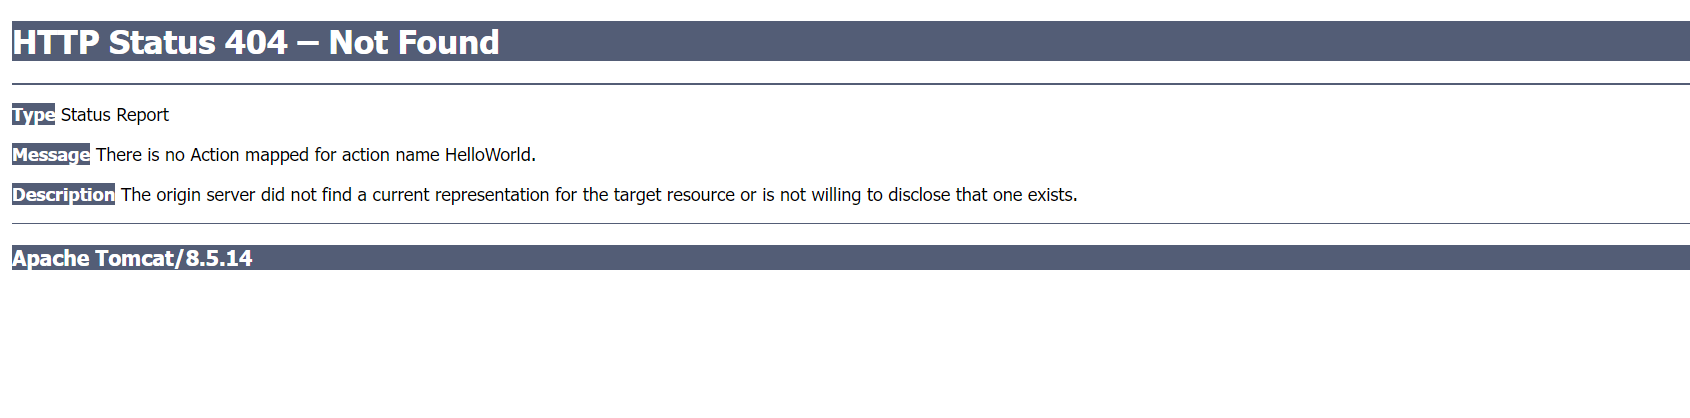 HTTP Status 404 – Not Found
Type Status Report
Message There is no Action mapped for action name HelloWorld.
Description The origin server did not find a current representation for the target resource or is not willing to disclose that one exists.
Apache Tomcat/8.5.14